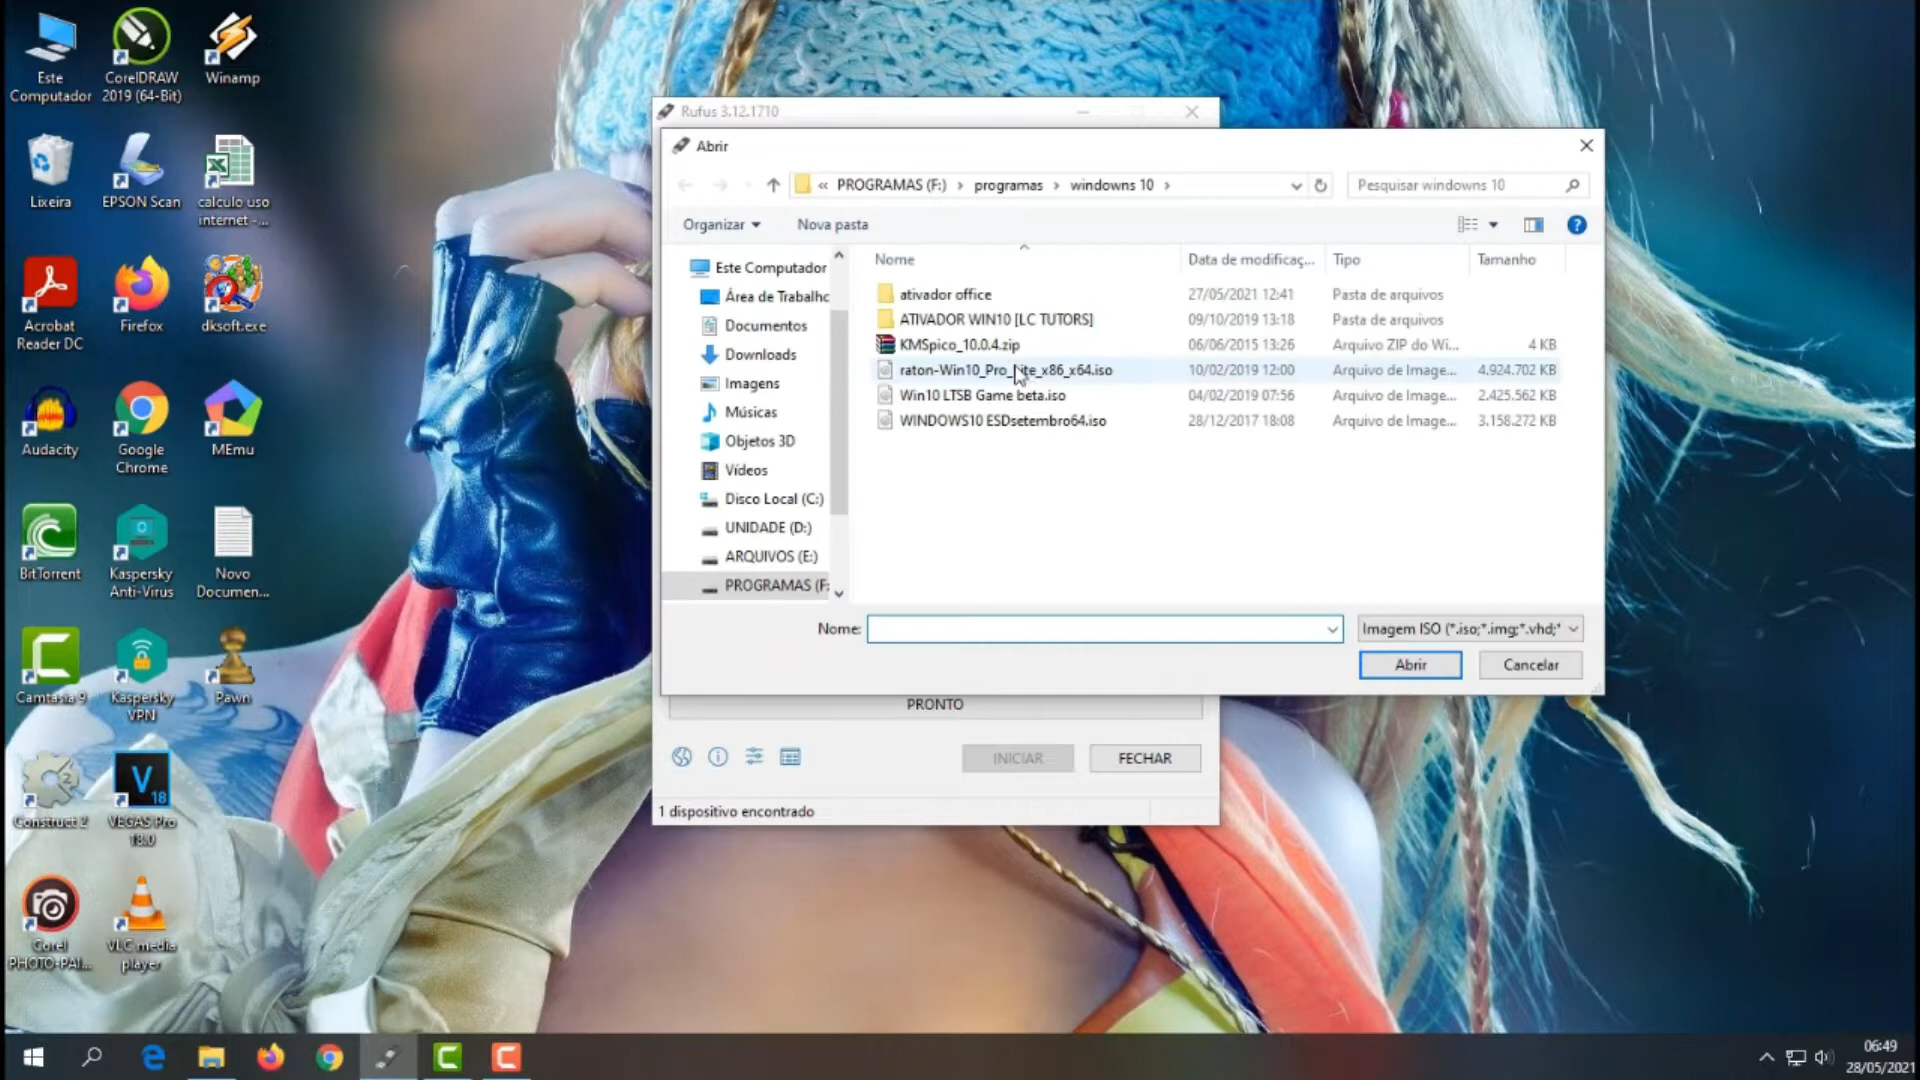 Este
Computador
CorelDRAW
2019 (64-Bit)
Winamp
Lixeira
EPSON Scan
calculo uso
internet -...
Acrobat
Reader DC
Firefox
dksoft.exe
Audacity
Google
Chrome
MEmu
BitTorrent
Kaspersky
Anti-Virus
Novo
Documen...
Camtasia 9
Kaspersky
VPN
Pawn
Construct 2
VEGAS Pro
18.0
Corel
PHOTO-PAI...
VLC media
player
Rufus 3.12.1710
Abrir
« PROGRAMAS (F:) › programas › windowns 10 ›
Pesquisar windowns 10
Organizar
Nova pasta
Este Computador
Área de Trabalho
Documentos
Downloads
Imagens
Músicas
Objetos 3D
Vídeos
Disco Local (C:)
UNIDADE (D:)
ARQUIVOS (E:)
PROGRAMAS (F:
Nome Data de modificaç... Tipo Tamanho
ativador office 27/05/2021 12:41 Pasta de arquivos
ATIVADOR WIN10 [LC TUTORS] 09/10/2019 13:18 Pasta de arquivos
KMSpico_10.0.4.zip 06/06/2015 13:26 Arquivo ZIP do Wi... 4 KB
raton-Win10_Pro_Lite_x86_x64.iso 10/02/2019 12:00 Arquivo de Image... 4.924.702 KB
Win10 LTSB Game beta.iso 04/02/2019 07:56 Arquivo de Image... 2.425.562 KB
WINDOWS10 ESDsetembro64.iso 28/12/2017 18:08 Arquivo de Image... 3.158.272 KB
Nome:
Imagem ISO (*.iso;*.img;*.vhd;*
Abrir
Cancelar
PRONTO
INICIAR
FECHAR
1 dispositivo encontrado
06:49
28/05/2021